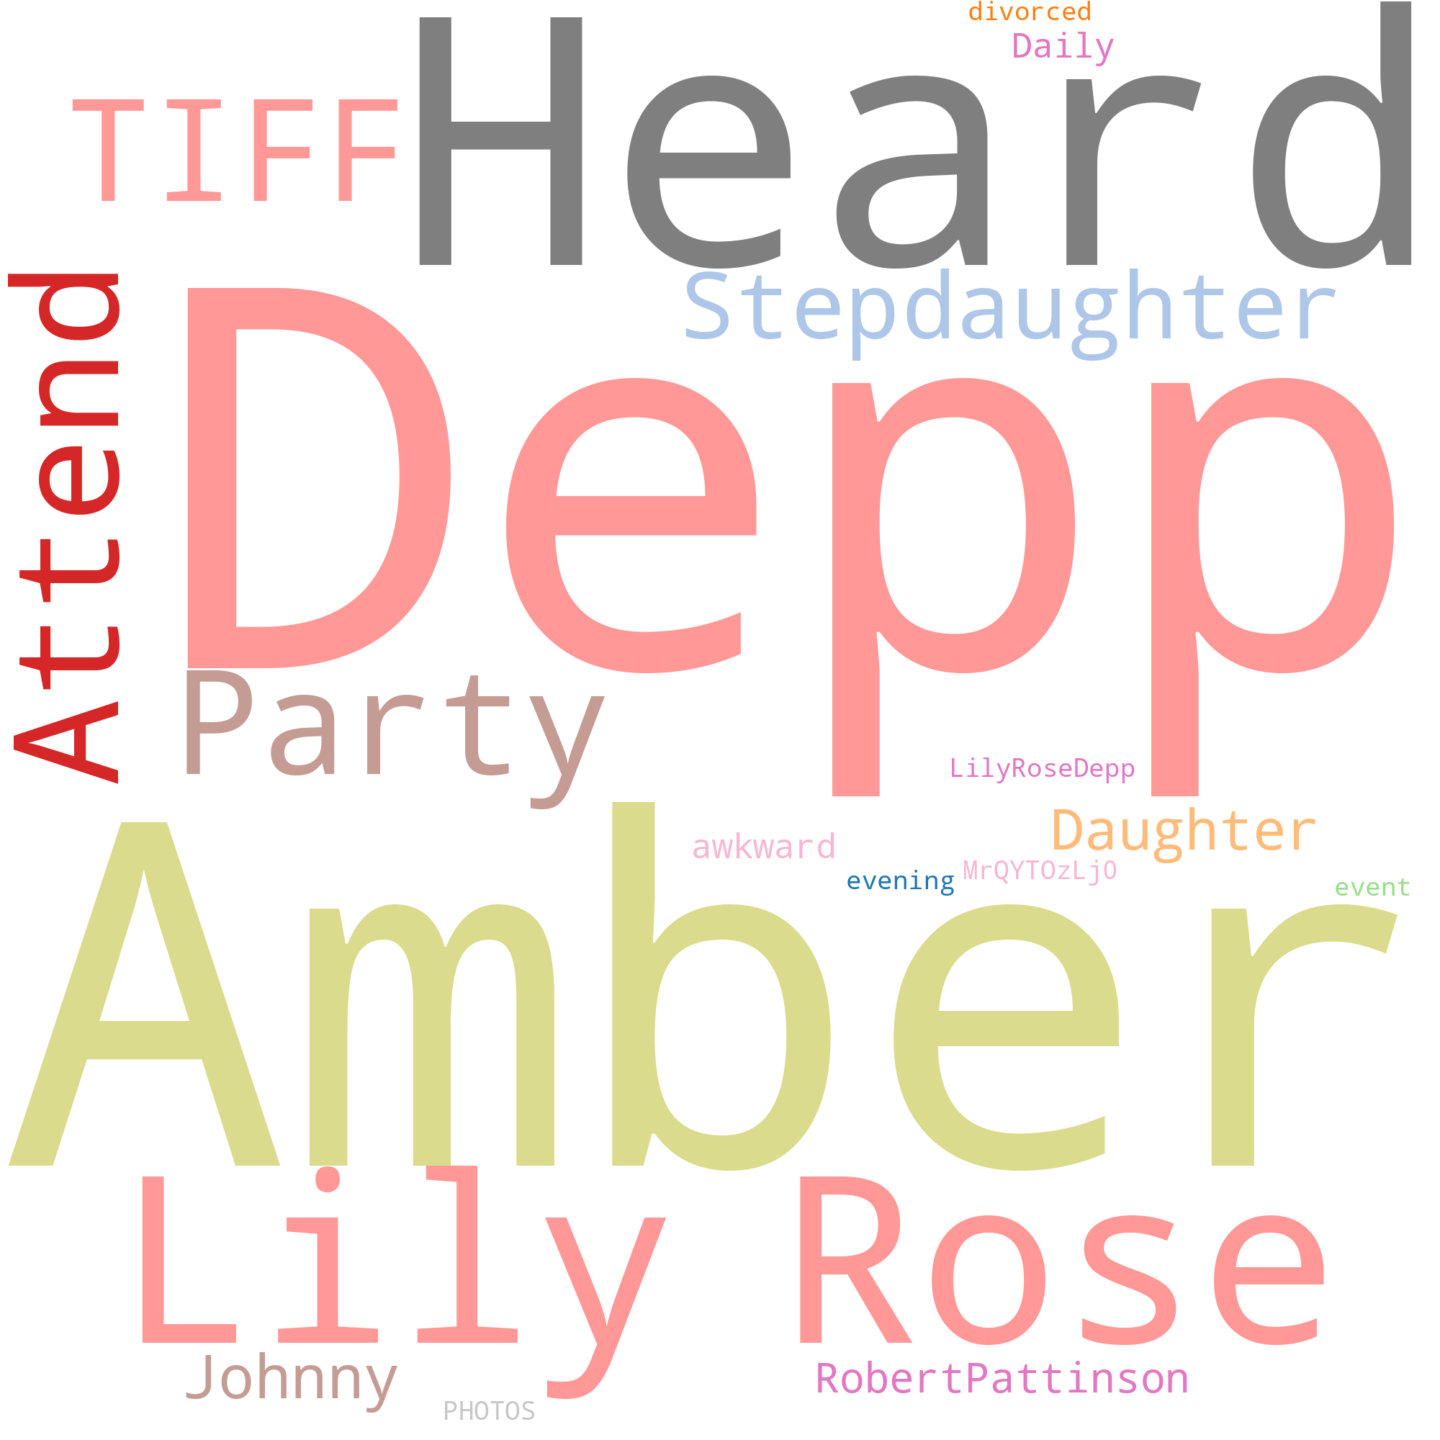 divorced
Daily
TIFF
Heard
Stepdaughter
Attend
Depp
Party
LilyRoseDepp
Daughter
awkward
MrQYTOzLjO
evening
event
Amber
Lily Rose
Johnny
RobertPattinson
PHOTOS